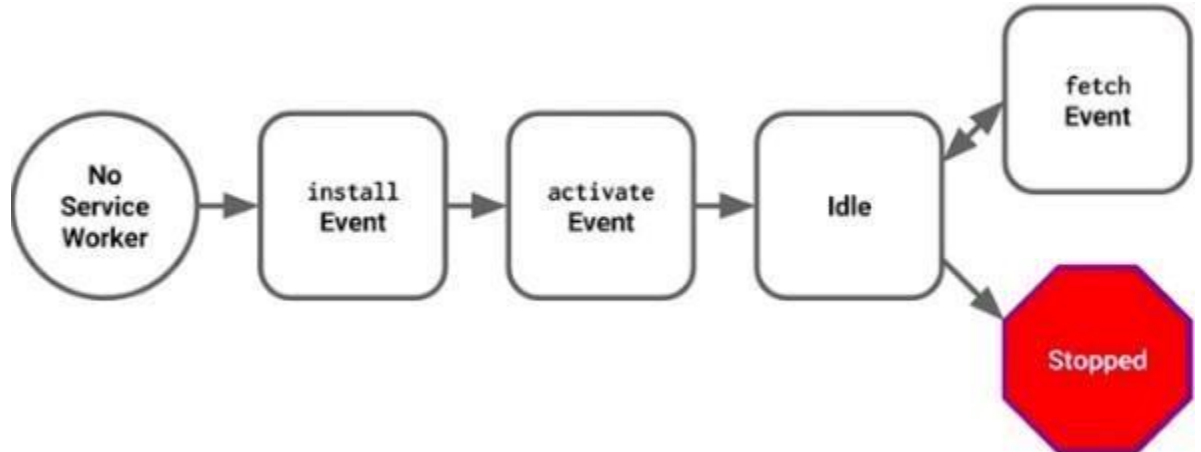 No
Service
Worker
install
Event
activate
Event
Idle
fetch
Event
Stopped